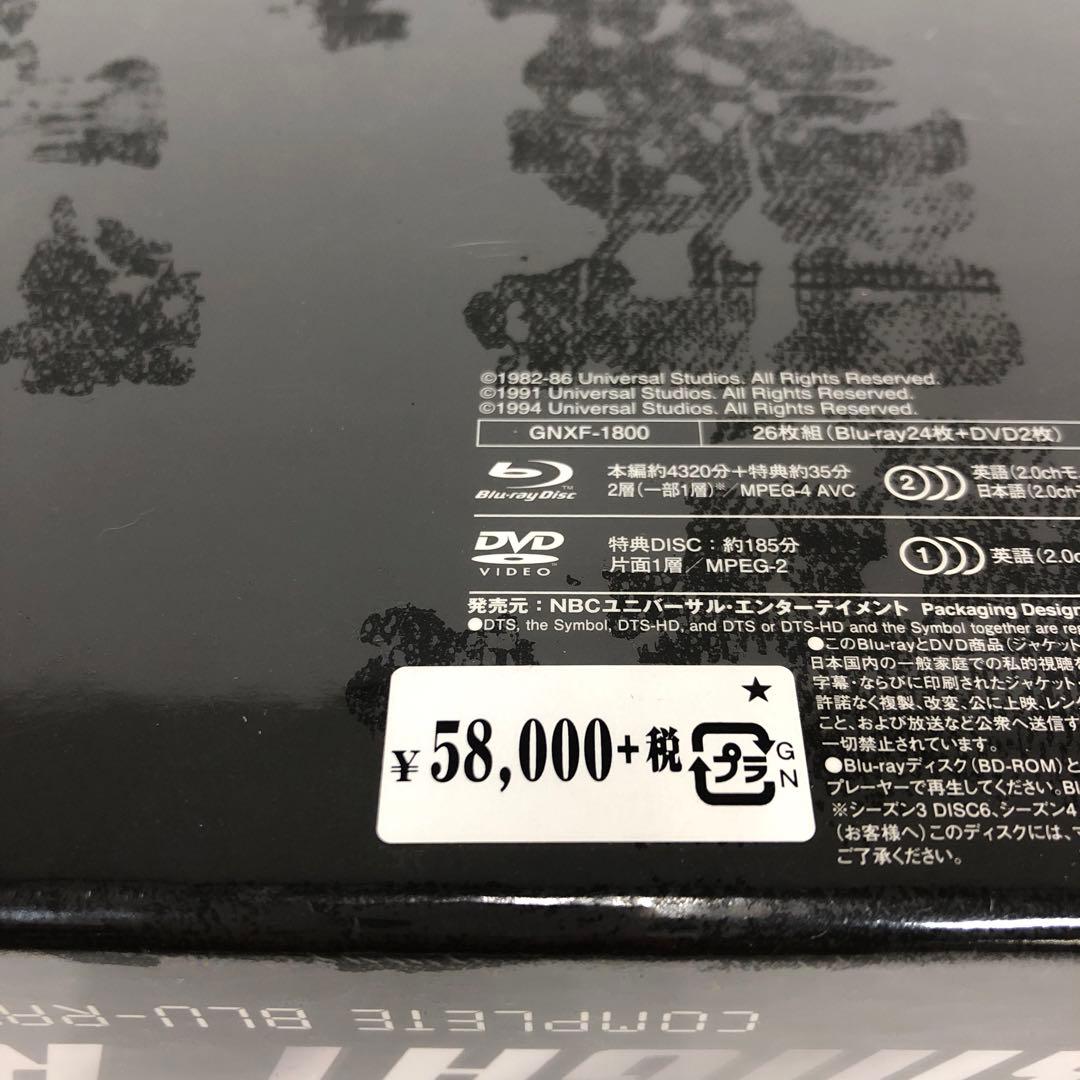 ©1982-86 Universal Studios. All Rights Reserved.
©1991 Universal Studios. All Rights Reserved.
©1994 Universal Studios. All Rights Reserved.
GNXF-1800 26枚組(Blu-ray24枚+DVD2枚)
Blu-ray Disc™ 本編約4320分+特典約35分 2 英語(2.0chモ
2層(一部1層)※/MPEG-4 AVC 日本語(2.0chモ
DVD VIDEO™ 特典DISC:約185分 1 英語(2.0c
片面1層/MPEG-2
発売元:NBCユニバーサル・エンターテイメント Packaging Design
●DTS, the Symbol, DTS-HD, and DTS or DTS-HD and the Symbol together are reg
●このBlu-rayとDVD商品(ジャケット
日本国内の一般家庭での私的視聴を
字幕・ならびに印刷されたジャケット・
許諾なく複製、改変、公に上映、レンタ
こと、および放送など公衆へ送信す
一切禁止されています。
●Blu-rayディスク(BD-ROM)と
プレーヤーで再生してください。Bl
※シーズン3 DISC6、シーズン4
(お客様へ)このディスクには、マ
ご了承ください。
★
¥58,000+税 プラ GN
COMPLETE BLU-RA